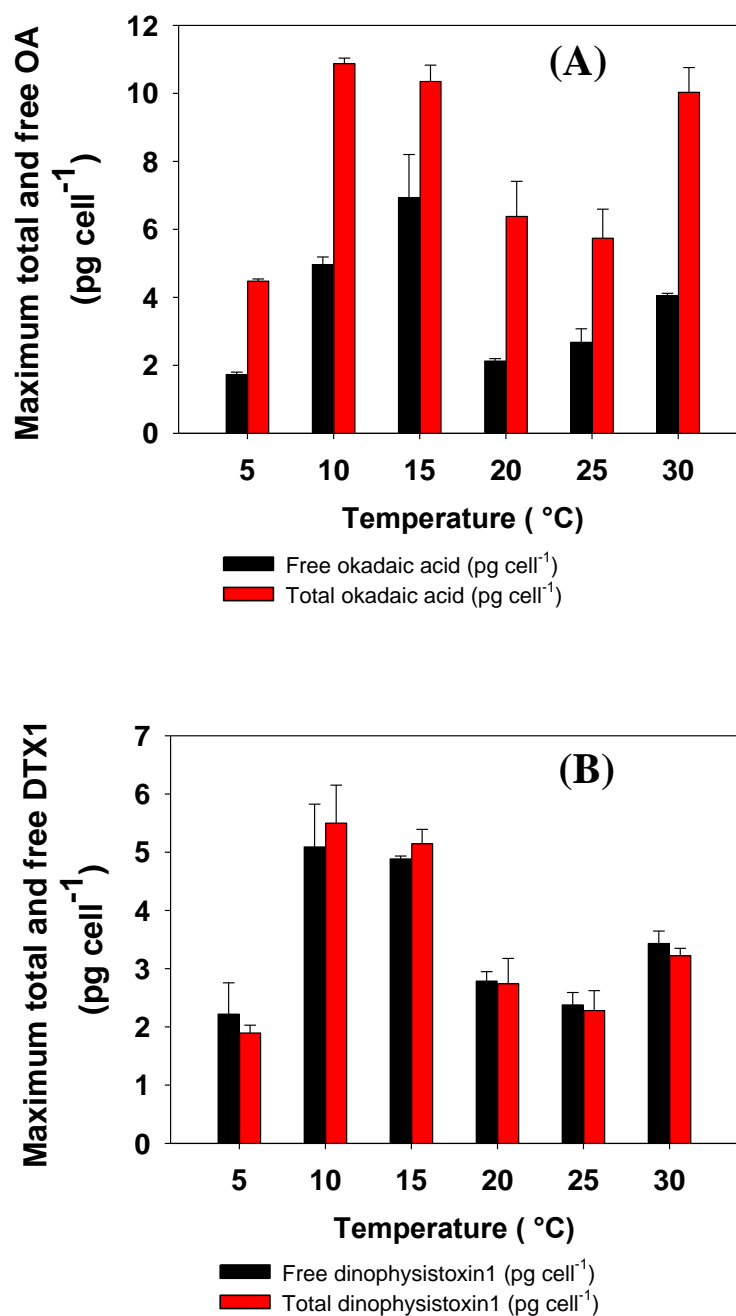 Maximum total and free OA
(pg cell⁻¹)
12
10
8
6
4
2
0
(A)
5 10 15 20 25 30
Temperature ( °C)
Free okadaic acid (pg cell⁻¹)
Total okadaic acid (pg cell⁻¹)
Maximum total and free DTX1
(pg cell⁻¹)
7
6
5
4
3
2
1
0
(B)
5 10 15 20 25 30
Temperature ( °C)
Free dinophysistoxin1 (pg cell⁻¹)
Total dinophysistoxin1 (pg cell⁻¹)